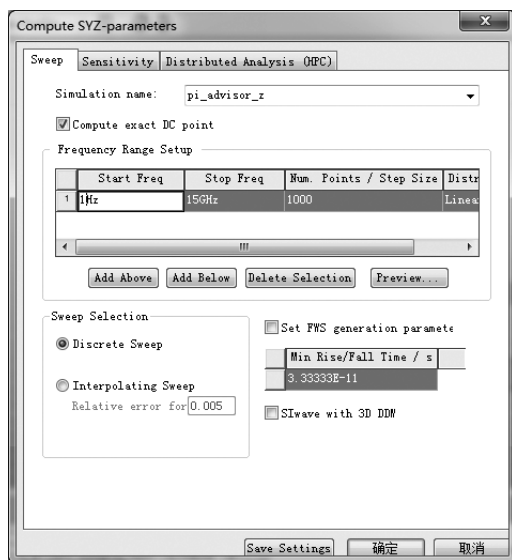 Compute SYZ-parameters
Sweep Sensitivity Distributed Analysis (HPC)
Simulation name: pi_advisor_z
Compute exact DC point
Frequency Range Setup
Start Freq Stop Freq Num. Points / Step Size Distr
1 1Hz 15GHz 1000 Linea
Add Above Add Below Delete Selection Preview...
Sweep Selection
Discrete Sweep
Interpolating Sweep
Relative error for 0.005
Set FWS generation paramete
Min Rise/Fall Time / s
3.33333E-11
SIwave with 3D DDM
Save Settings 确定 取消